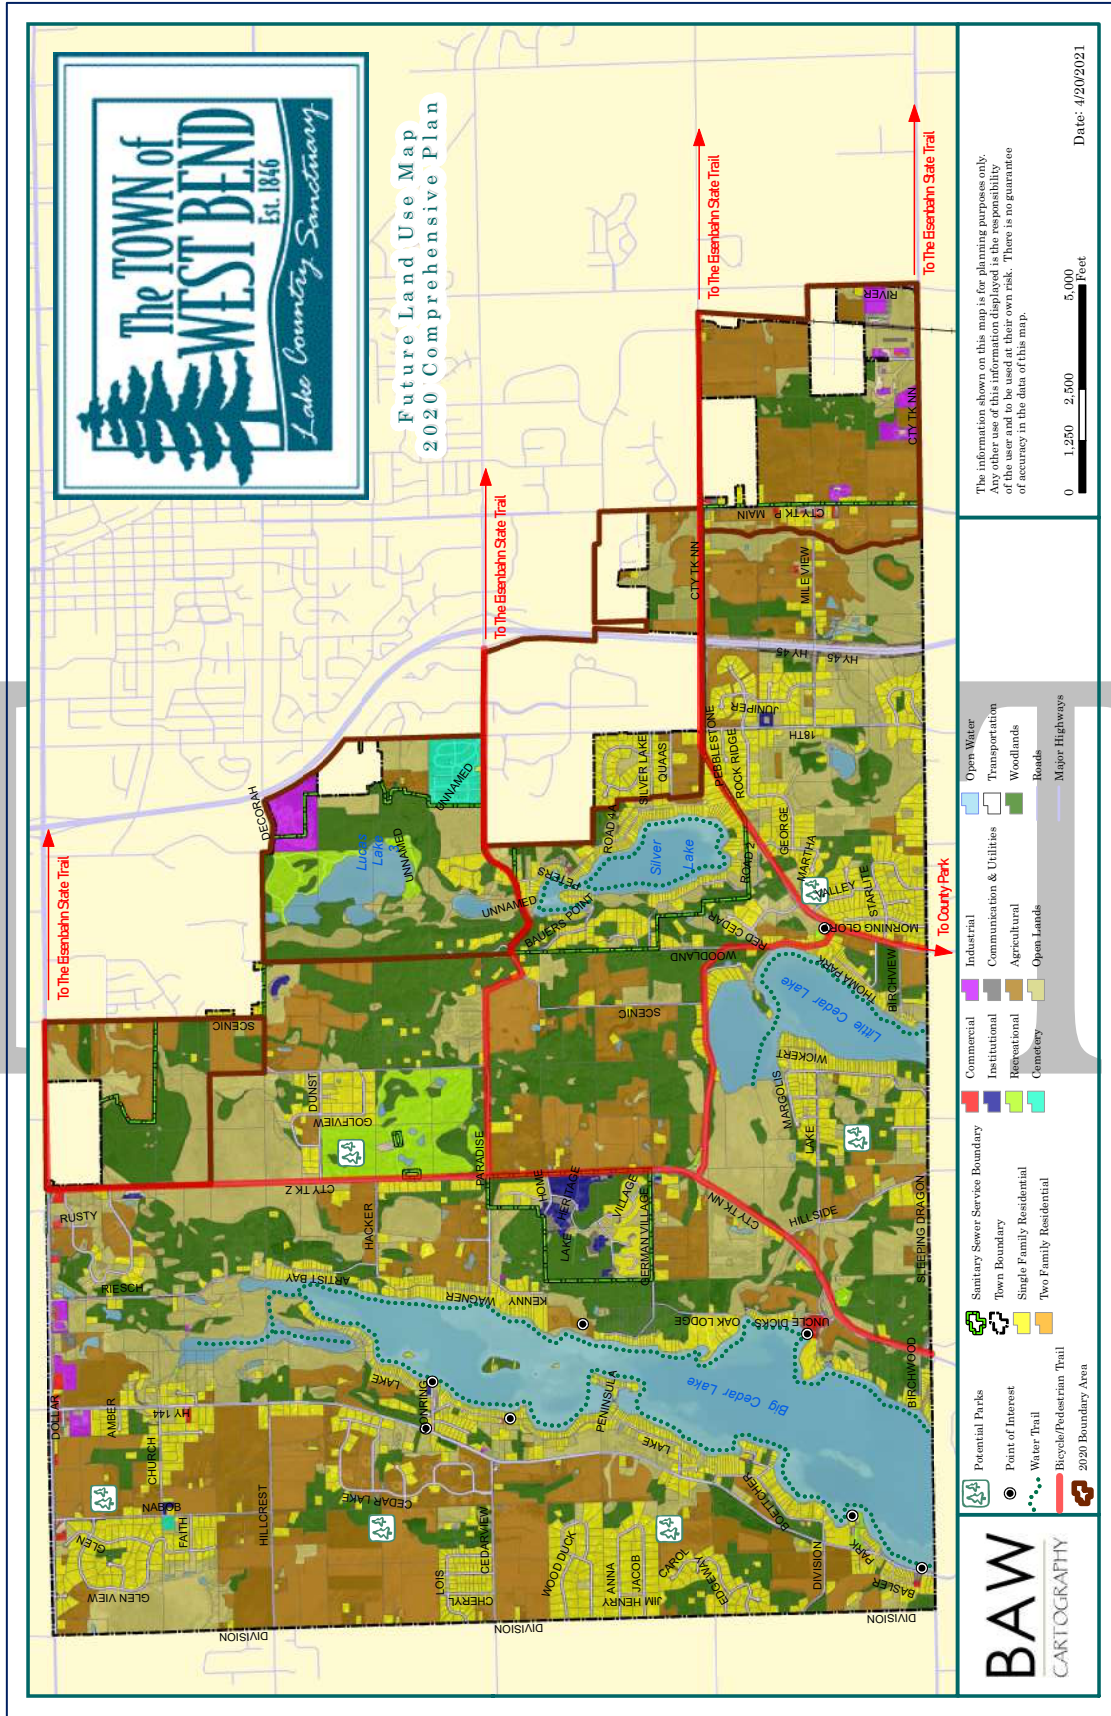 The TOWN of
WEST BEND
Est. 1846
Lake Country Sanctuary
Future Land Use Map
2020 Comprehensive Plan
To The Eisenbahn State Trail
To The Eisenbahn State Trail
To The Eisenbahn State Trail
To The Eisenbahn State Trail
To County Park
DIVISION
DIVISION
DIVISION
DOLLAR
GLEN
GLEN VIEW
AMBER
CHURCH
NABOB
FAITH
HY 144
HILLCREST
RUSTY
RIESCH
CTY TK Z
HACKER
ARTIST BAY
WAGNER
KENNY
LAKE
CEDAR LAKE
CEDARVIEW
LOIS
CHERYL
WOOD DUCK
ANNA
JACOB
JIM HENRY
CAROL
EDGEWAY
PENINSULA
LAKE
BOETTCHER
DIVISION
PARK
BASLER
Big Cedar Lake
OAK LODGE
UNCLE DICKS
BIRCHWOOD
SLEEPING DRAGON
HILLSIDE
CTY TK NN
GERMAN VILLAGE
VILLAGE
HERITAGE
LAKE
HOME
PARADISE
GOLFVIEW
DUNST
SCENIC
SCENIC
DECORAH
Lucas
Lake
UNNAMED
UNNAMED
UNNAMED
BAUERS POINT
PETERS
ROAD 4A
Silver
Lake
SILVER LAKE
QUAAS
ROAD 2
RED CEDAR
WOODLAND
PEBBLESTONE
ROCK RIDGE
JUNIPER
18TH
GEORGE
MARTHA
VALLEY
STARLITE
THOMA PARK
BIRCHVIEW
Little Cedar Lake
WICKERT
MARGOLIS
LAKE
HY 45
HY 45
MILE VIEW
CTY TK NN
MAIN
CTY TK P
CTY TK NN
RIVER
BAW
CARTOGRAPHY
Potential Parks
Point of Interest
Water Trail
Bicycle/Pedestrian Trail
2020 Boundary Area
Sanitary Sewer Service Boundary
Town Boundary
Single Family Residential
Two Family Residential
Commercial
Institutional
Recreational
Cemetery
Industrial
Communication & Utilities
Agricultural
Open Lands
Open Water
Transportation
Woodlands
Roads
Major Highways
The information shown on this map is for planning purposes only.
Any other use of this information displayed is the responsibility
of the user and to be used at their own risk. There is no guarantee
of accuracy in the data of this map.
0 1,250 2,500 5,000
Feet
Date: 4/20/2021